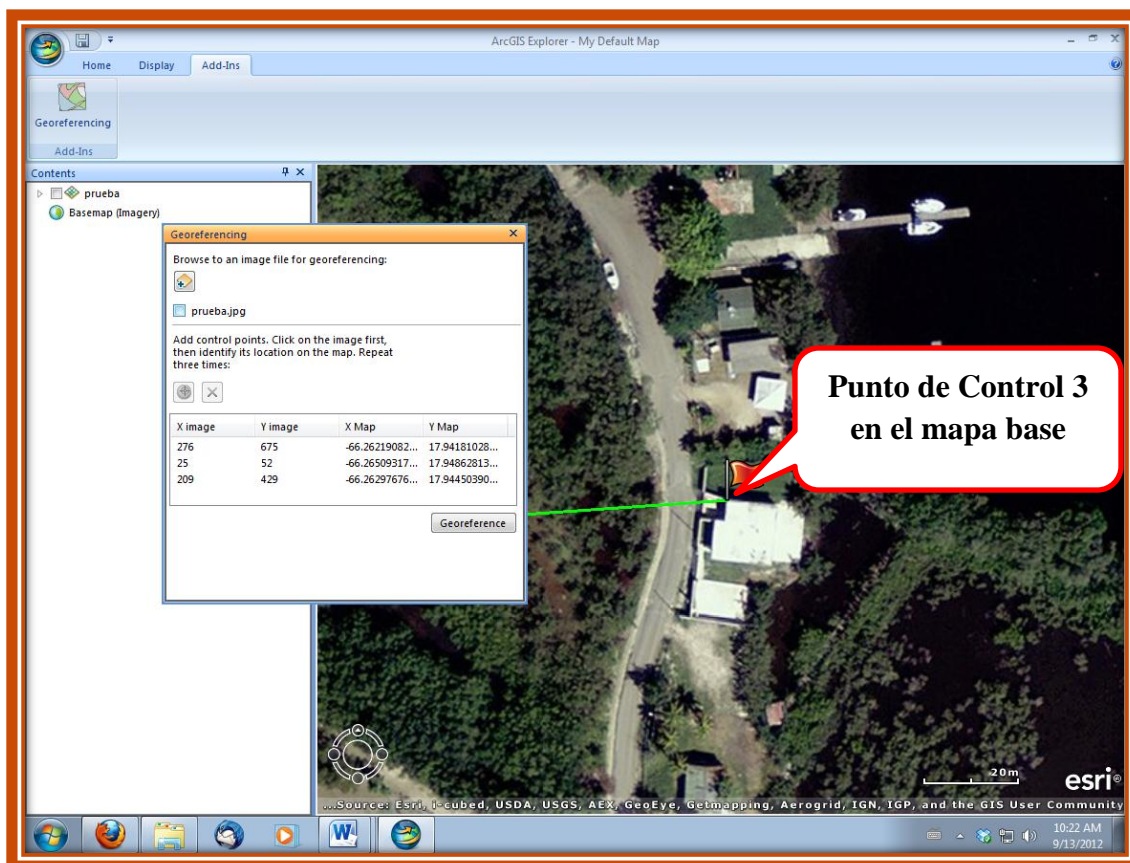 ArcGIS Explorer - My Default Map
Home Display Add-Ins
Georeferencing
Add-Ins
Contents
prueba
Basemap (Imagery)
Georeferencing
Browse to an image file for georeferencing:
prueba.jpg
Add control points. Click on the image first,
then identify its location on the map. Repeat
three times:
X image Y image X Map Y Map
276 675 -66.26219082... 17.94181028...
25 52 -66.26509317... 17.94862813...
209 429 -66.26297676... 17.94450390...
Georeference
Punto de Control 3
en el mapa base
20m
esri
...Source: Esri, i-cubed, USDA, USGS, AEX, GeoEye, Getmapping, Aerogrid, IGN, IGP, and the GIS User Community
10:22 AM
9/13/2012